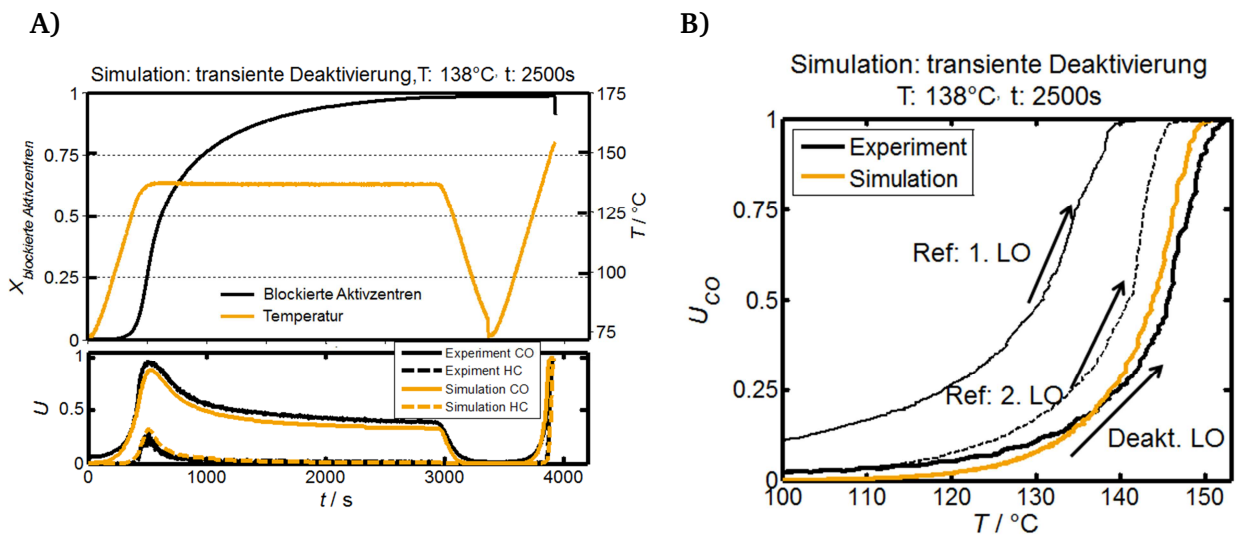 A)
Simulation: transiente Deaktivierung,T: 138°C, t: 2500s
1
0.75
0.5
0.25
0
X blockierte Aktivzentren
175
150
125
100
75
T / °C
Blockierte Aktivzentren
Temperatur
1
0.5
0
U
Experiment CO
Expiment HC
Simulation CO
Simulation HC
0
1000
2000
3000
4000
t / s
B)
Simulation: transiente Deaktivierung
T: 138°C, t: 2500s
1
0.75
0.5
0.25
0
U CO
Experiment
Simulation
Ref: 1. LO
Ref: 2. LO
Deakt. LO
100
110
120
130
140
150
T / °C